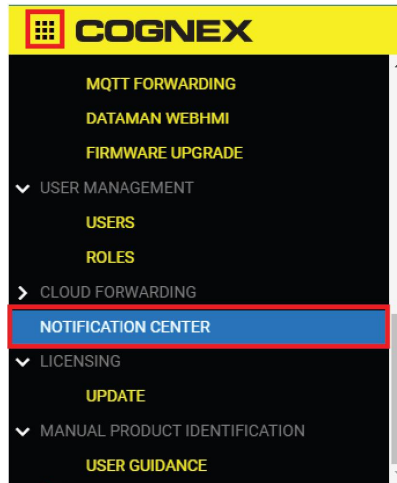 COGNEX
MQTT FORWARDING
DATAMAN WEBHMI
FIRMWARE UPGRADE
USER MANAGEMENT
USERS
ROLES
CLOUD FORWARDING
NOTIFICATION CENTER
LICENSING
UPDATE
MANUAL PRODUCT IDENTIFICATION
USER GUIDANCE